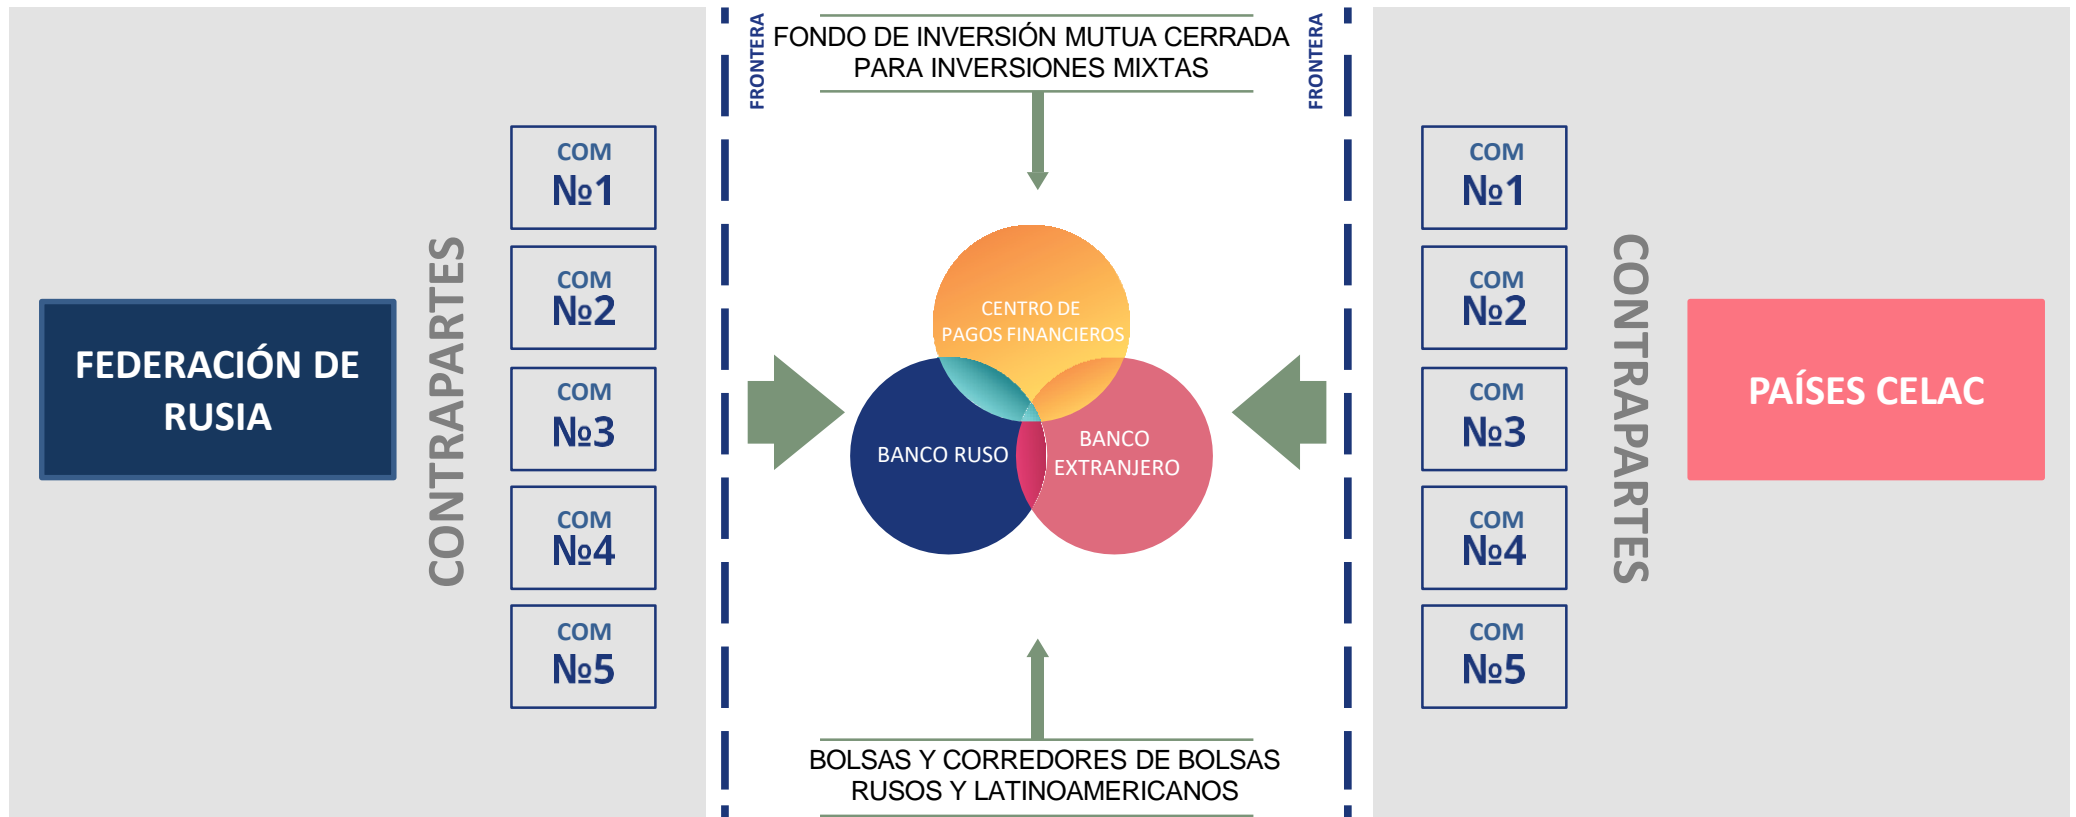 FEDERACIÓN DE
RUSIA
CONTRAPARTES
COM
№1
COM
№2
COM
№3
COM
№4
COM
№5
FRONTERA
FONDO DE INVERSIÓN MUTUA CERRADA
PARA INVERSIONES MIXTAS
CENTRO DE
PAGOS FINANCIEROS
BANCO RUSO
BANCO
EXTRANJERO
BOLSAS Y CORREDORES DE BOLSAS
RUSOS Y LATINOAMERICANOS
FRONTERA
COM
№1
COM
№2
COM
№3
COM
№4
COM
№5
CONTRAPARTES
PAÍSES CELAC